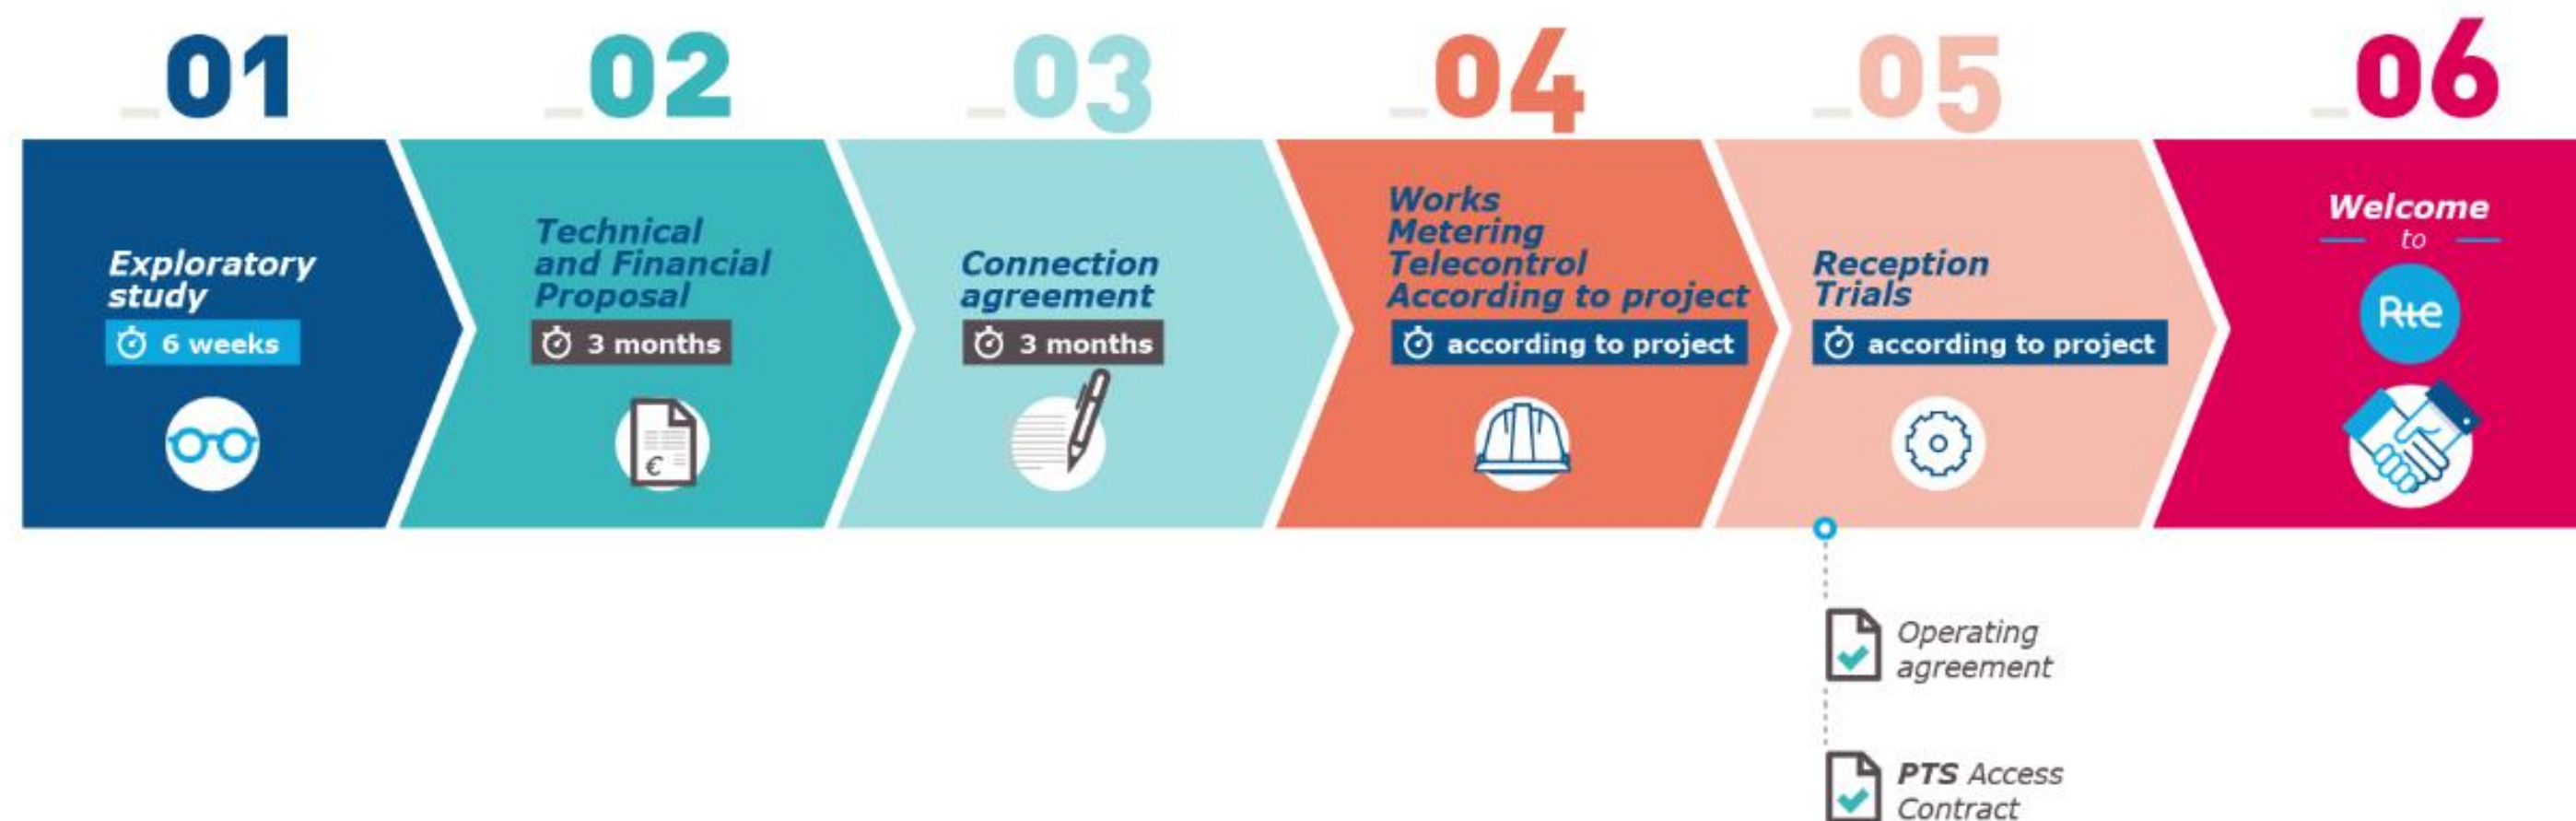 _01
_02
_03
_04
_05
_06
Exploratory
study
6 weeks
Technical
and Financial
Proposal
3 months
€
Connection
agreement
3 months
Works
Metering
Telecontrol
According to project
according to project
Reception
Trials
according to project
Welcome
to
Rte
Operating
agreement
PTS Access
Contract